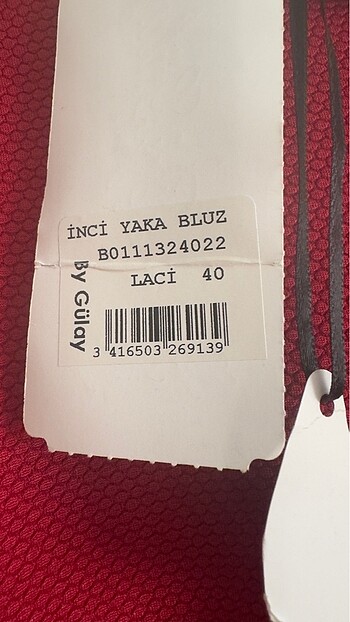 İNCİ YAKA BLUZ
B0111324022
LACİ 40
By Gülay
3 416503 269139